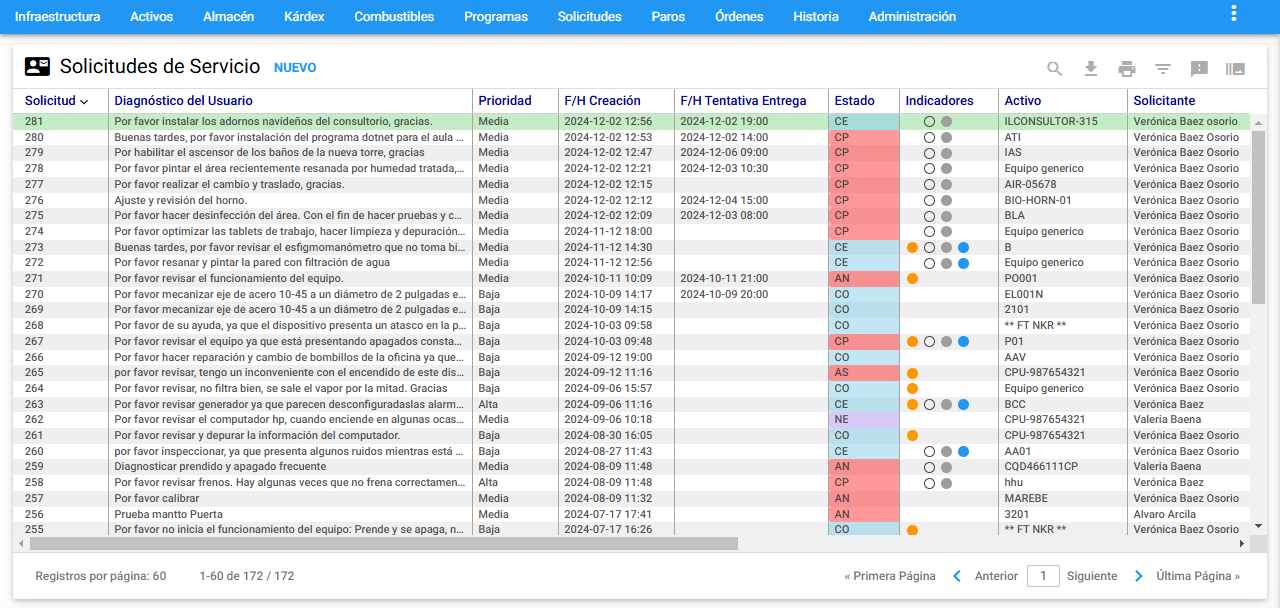 Infraestructura Activos Almacén Kárdex Combustibles Programas Solicitudes Paros Órdenes Historia Administración
Solicitudes de Servicio NUEVO
Solicitud Diagnóstico del Usuario Prioridad F/H Creación F/H Tentativa Entrega Estado Indicadores Activo Solicitante
281 Por favor instalar los adornos navideños del consultorio, gracias. Media 2024-12-02 12:56 2024-12-02 19:00 CE ILCONSULTOR-315 Verónica Baez osorio
280 Buenas tardes, por favor instalación del programa dotnet para el aula ... Media 2024-12-02 12:53 2024-12-02 14:00 CP ATI Verónica Baez Osorio
279 Por habilitar el ascensor de los baños de la nueva torre, gracias Media 2024-12-02 12:47 2024-12-06 09:00 CP IAS Verónica Baez Osorio
278 Por favor pintar el área recientemente resanada por humedad tratada,... Media 2024-12-02 12:21 2024-12-03 10:30 CP Equipo generico Verónica Baez Osorio
277 Por favor realizar el cambio y traslado, gracias. Media 2024-12-02 12:15 CP AIR-05678 Verónica Baez Osorio
276 Ajuste y revisión del horno. Media 2024-12-02 12:12 2024-12-04 15:00 CP BIO-HORN-01 Verónica Baez Osorio
275 Por favor hacer desinfección del área. Con el fin de hacer pruebas y c... Media 2024-12-02 12:09 2024-12-03 08:00 CP BLA Verónica Baez Osorio
274 Por favor optimizar las tablets de trabajo, hacer limpieza y depuración... Media 2024-11-12 18:00 CP Equipo generico Verónica Baez Osorio
273 Buenas tardes, por favor revisar el esfigmomanómetro que no toma bi... Media 2024-11-12 14:30 CE B Verónica Baez Osorio
272 Por favor resanar y pintar la pared con filtración de agua Media 2024-11-12 12:56 CE Equipo generico Verónica Baez Osorio
271 Por favor revisar el funcionamiento del equipo. Media 2024-10-11 10:09 2024-10-11 21:00 AN PO001 Verónica Baez Osorio
270 Por favor mecanizar eje de acero 10-45 a un diámetro de 2 pulgadas e... Baja 2024-10-09 14:17 2024-10-09 20:00 CO EL001N Verónica Baez Osorio
269 Por favor mecanizar eje de acero 10-45 a un diámetro de 2 pulgadas e... Baja 2024-10-09 14:15 CO 2101 Verónica Baez Osorio
268 Por favor de su ayuda, ya que el dispositivo presenta un atasco en la p... Baja 2024-10-03 09:58 CO ** FT NKR ** Verónica Baez Osorio
267 Por favor revisar el equipo ya que está presentando apagados consta... Baja 2024-10-03 09:48 CP P01 Verónica Baez Osorio
266 Por favor hacer reparación y cambio de bombillos de la oficina ya que... Baja 2024-09-12 19:00 CO AAV Verónica Baez Osorio
265 por favor revisar, tengo un inconveniente con el encendido de este dis... Baja 2024-09-12 11:16 AS CPU-987654321 Verónica Baez Osorio
264 Por favor revisar, no filtra bien, se sale el vapor por la mitad. Gracias Baja 2024-09-06 15:57 CO Equipo generico Verónica Baez Osorio
263 Por favor revisar generador ya que parecen desconfiguradaslas alarm... Alta 2024-09-06 11:16 CE BCC Verónica Baez
262 Por favor revisar el computador hp, cuando enciende en algunas ocas... Media 2024-09-06 10:18 NE CPU-987654321 Valeria Baena
261 Por favor revisar y depurar la información del computador. Baja 2024-08-30 16:05 CO CPU-987654321 Verónica Baez Osorio
260 por favor inspeccionar, ya que presenta algunos ruidos mientras está ... Baja 2024-08-27 11:43 CE AA01 Verónica Baez Osorio
259 Diagnosticar prendido y apagado frecuente Media 2024-08-09 11:48 AN CQD466111CP Valeria Baena
258 Por favor revisar frenos. Hay algunas veces que no frena correctamen... Alta 2024-08-09 11:48 CP hhu Verónica Baez
257 Por favor calibrar Media 2024-08-09 11:32 AN MAREBE Verónica Baez Osorio
256 Prueba mantto Puerta Media 2024-07-17 17:41 AN 3201 Alvaro Arcila
255 Por favor no inicia el funcionamiento del equipo: Prende y se apaga, n... Baja 2024-07-17 16:26 CO ** FT NKR ** Verónica Baez Osorio
Registros por página: 60 1-60 de 172 / 172 « Primera Página Anterior 1 Siguiente Última Página »